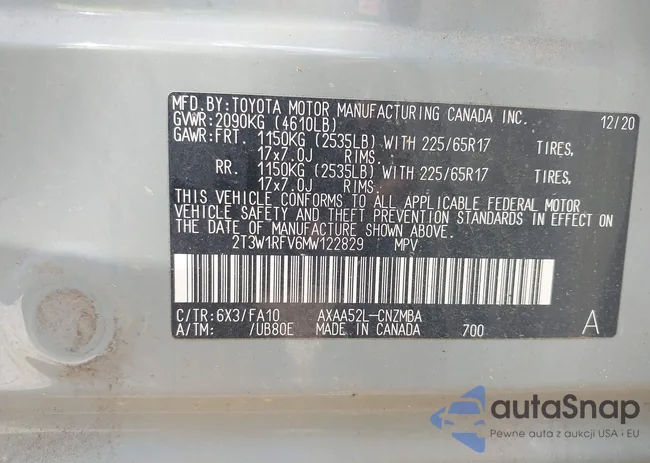 MFD.BY:TOYOTA MOTOR MANUFACTURING CANADA INC. 12/20
GVWR:2090KG (4610LB)
GAWR:FRT. 1150KG (2535LB) WITH 225/65R17 TIRES,
17x7.0J RIMS.
RR. 1150KG (2535LB) WITH 225/65R17 TIRES,
17x7.0J RIMS.
THIS VEHICLE CONFORMS TO ALL APPLICABLE FEDERAL MOTOR
VEHICLE SAFETY AND THEFT PREVENTION STANDARDS IN EFFECT ON
THE DATE OF MANUFACTURE SHOWN ABOVE.
2T3W1RFV6MW122829 MPV
C/TR:6X3/FA10 AXAA52L-CNZMBA
A/TM: /UB80E MADE IN CANADA 700 A
autaSnap
Pewne auta z aukcji USA i EU